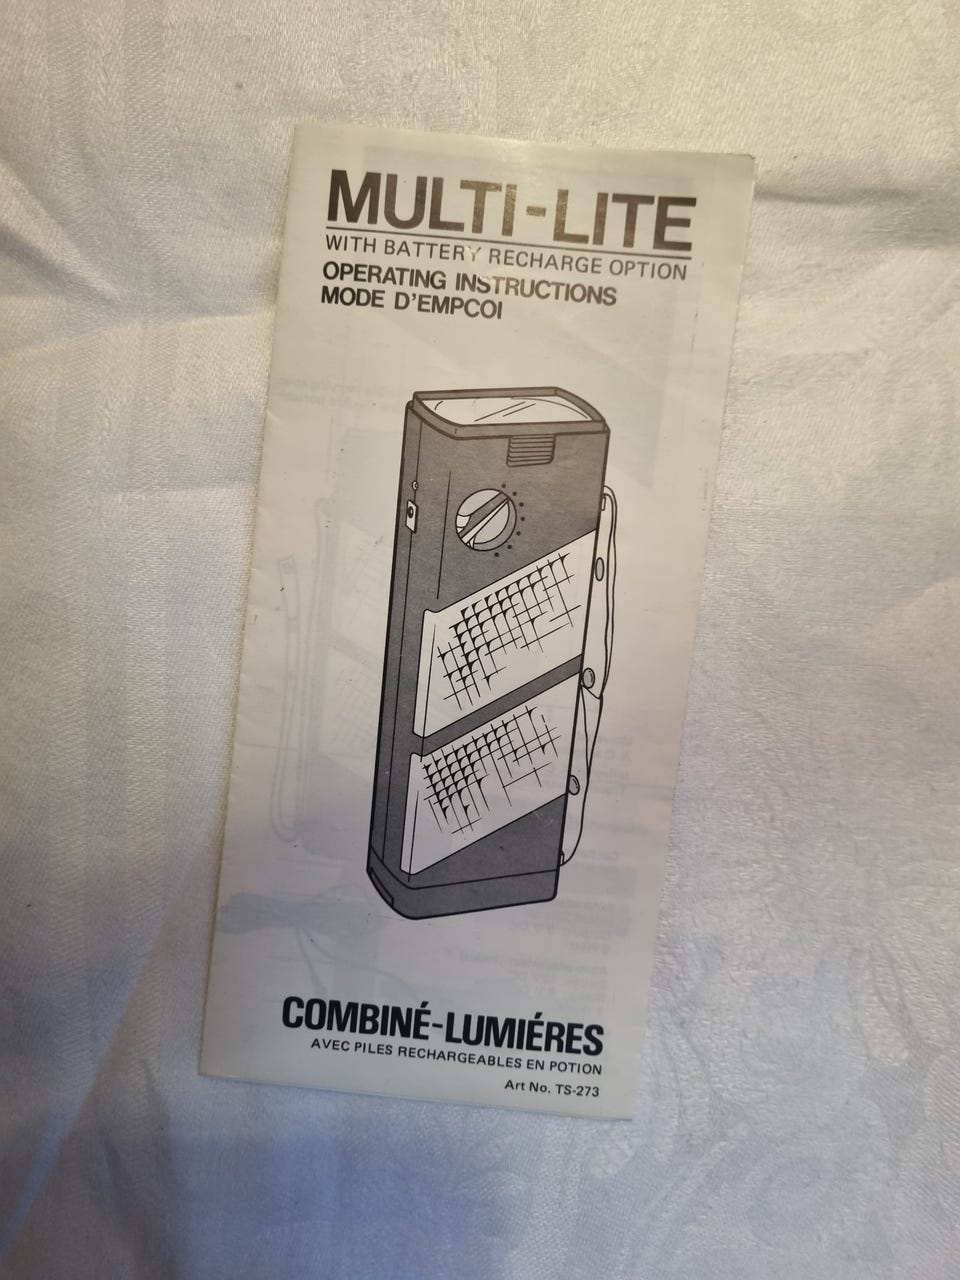 MULTI-LITE
WITH BATTERY RECHARGE OPTION
OPERATING INSTRUCTIONS
MODE D'EMPCOI
COMBINÉ-LUMIÉRES
AVEC PILES RECHARGEABLES EN POTION
Art No. TS-273